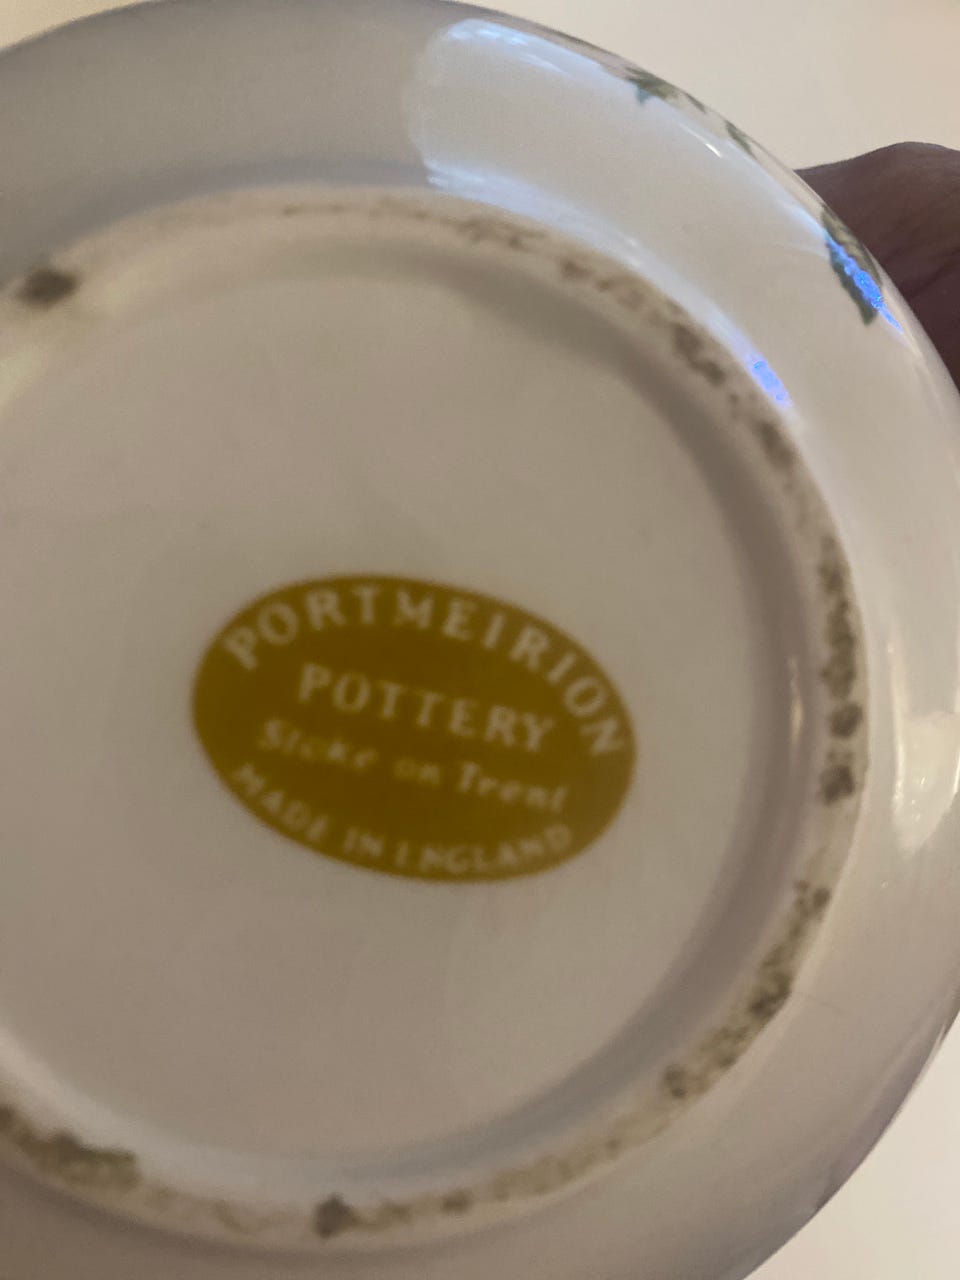 PORTMEIRION
POTTERY
Stoke on Trent
MADE IN ENGLAND